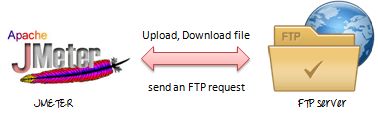 Apache
JMeter
JMETER
Upload, Download file
send an FTP request
FTP
FTP server